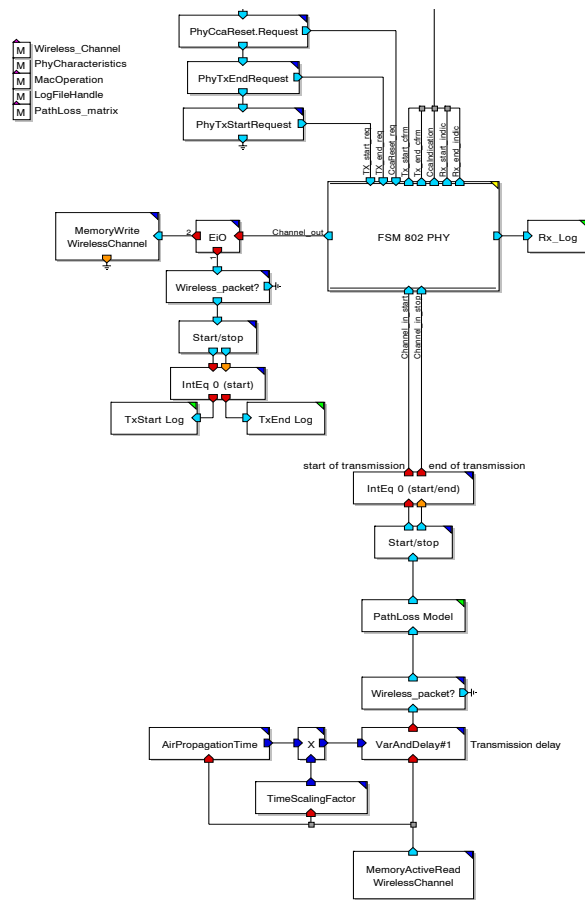 PhyCcaReset.Request
M Wireless_Channel
M PhyCharacteristics
M MacOperation
M LogFileHandle
M PathLoss_matrix
PhyTxEndRequest
PhyTxStartRequest
TX_start_req
TX_end_req
CcaReset_req
Tx_start_cfrm
Tx_end_cfrm
CcaIndication
Rx_start_indic
Rx_end_indic
MemoryWrite
WirelessChannel
2
EiO
1
Channel_out
FSM 802 PHY
Rx_Log
Wireless_packet?
Channel_in_start
Channel_in_stop
Start/stop
IntEq 0 (start)
TxStart Log
TxEnd Log
start of transmission
end of transmission
IntEq 0 (start/end)
Start/stop
PathLoss Model
Wireless_packet?
AirPropagationTime
X
VarAndDelay#1
Transmission delay
TimeScalingFactor
MemoryActiveRead
WirelessChannel